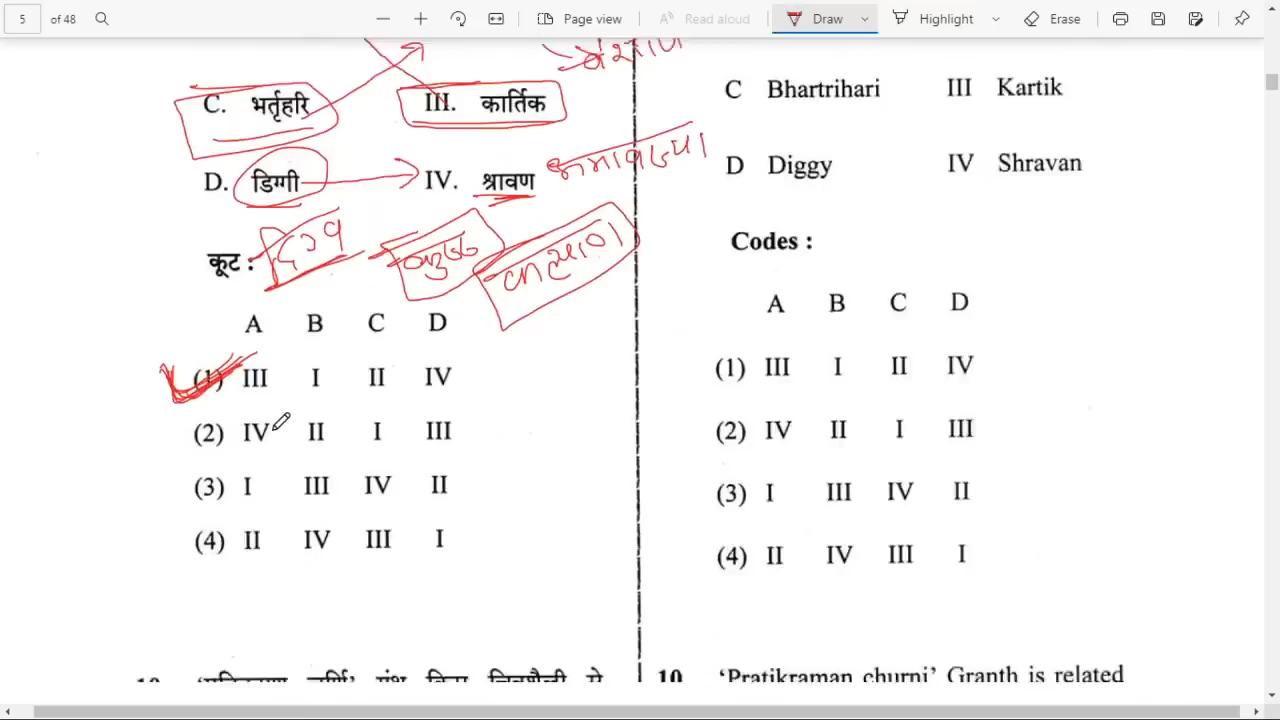 5 of 48 Page view Read aloud Draw Highlight Erase
C. भर्तृहरि III. कार्तिक
D. डिग्गी IV. श्रावण
कूट :
A B C D
(1) III I II IV
(2) IV II I III
(3) I III IV II
(4) II IV III I
C Bhartrihari III Kartik
D Diggy IV Shravan
Codes :
A B C D
(1) III I II IV
(2) IV II I III
(3) I III IV II
(4) II IV III I
10 'Pratikraman churni' Granth is related